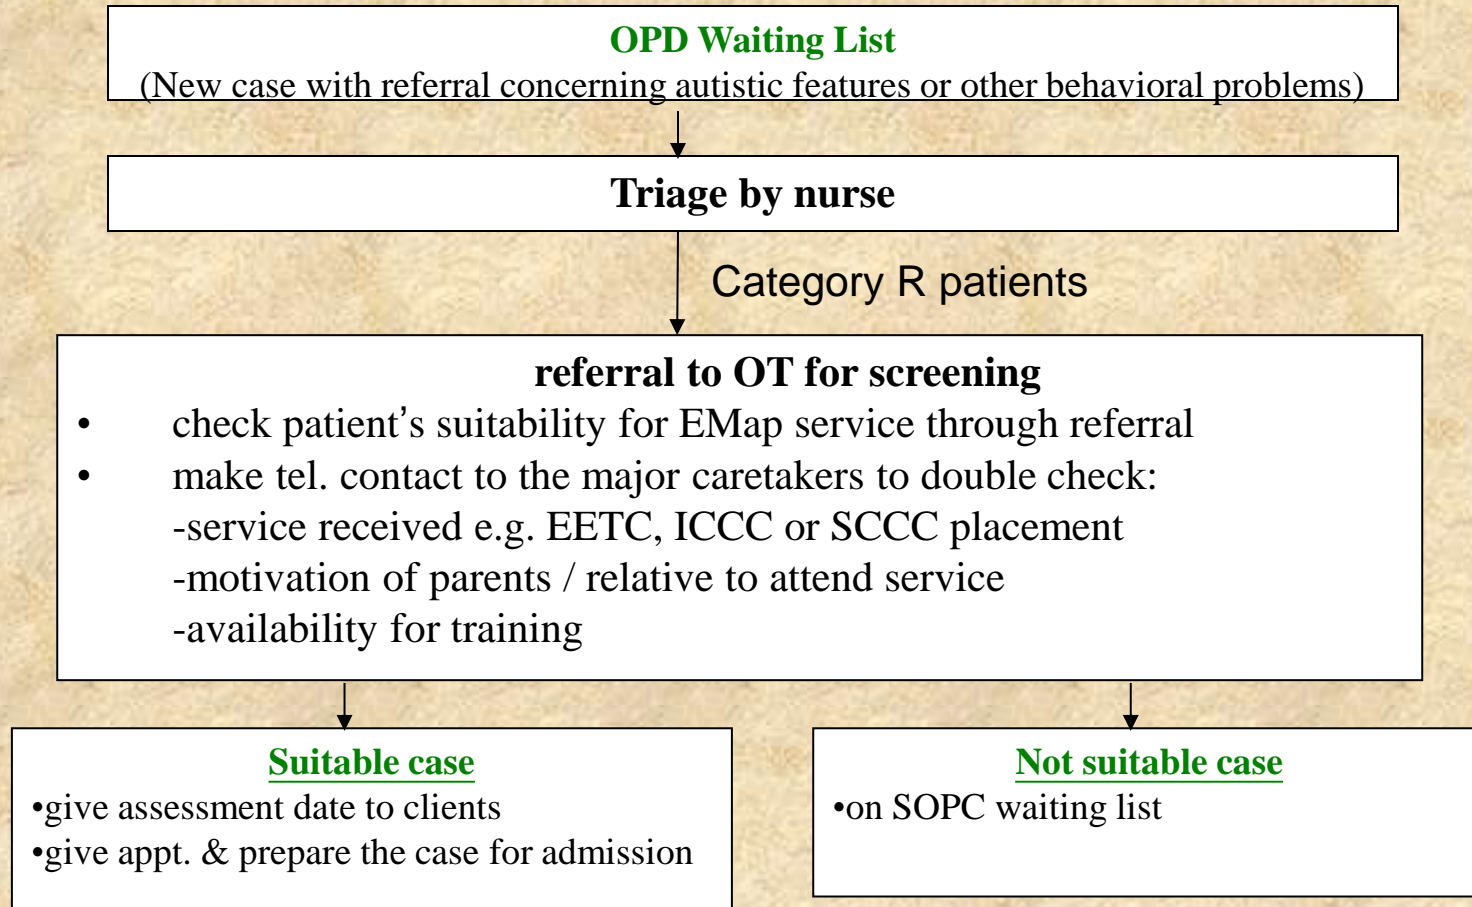 OPD Waiting List
(New case with referral concerning autistic features or other behavioral problems)
Triage by nurse
Category R patients
referral to OT for screening
• check patient's suitability for EMap service through referral
• make tel. contact to the major caretakers to double check:
-service received e.g. EETC, ICCC or SCCC placement
-motivation of parents / relative to attend service
-availability for training
Suitable case
•give assessment date to clients
•give appt. & prepare the case for admission
Not suitable case
•on SOPC waiting list